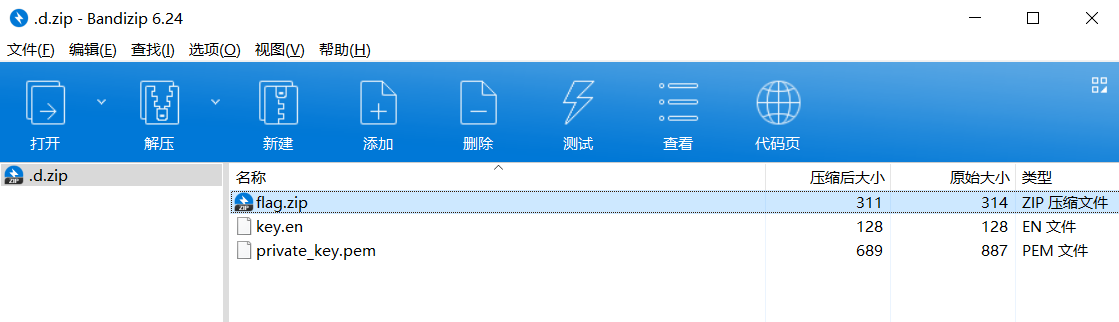 .d.zip - Bandizip 6.24
文件(F) 编辑(E) 查找(I) 选项(O) 视图(V) 帮助(H)
打开 解压 新建 添加 删除 测试 查看 代码页
.d.zip
名称 压缩后大小 原始大小 类型
flag.zip 311 314 ZIP 压缩文件
key.en 128 128 EN 文件
private_key.pem 689 887 PEM 文件